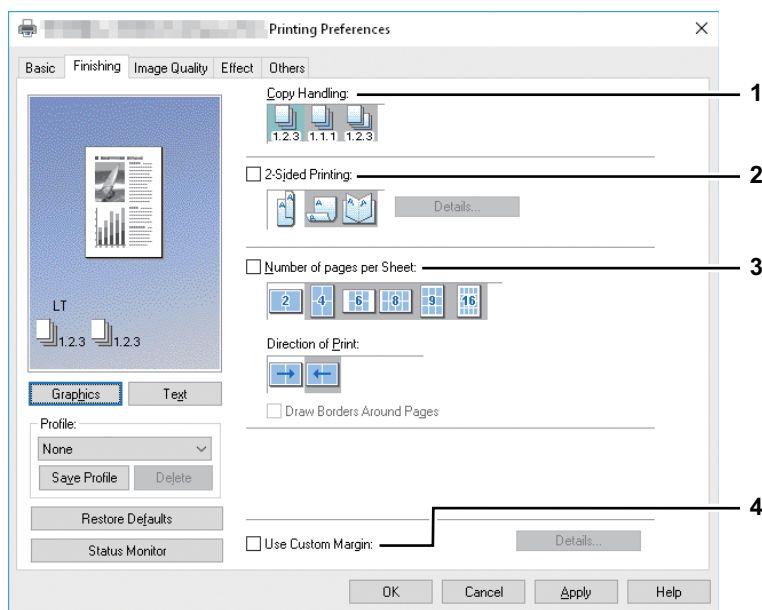 Printing Preferences
Basic Finishing Image Quality Effect Others
Copy Handling: 1
1.2.3 1.1.1 1.2.3
2-Sided Printing: 2
Details...
Number of pages per Sheet: 3
2 4 6 8 9 16
LT
1.2.3 1.2.3
Direction of Print:
Graphics Text
Draw Borders Around Pages
Profile:
None
Save Profile Delete
4
Restore Defaults
Use Custom Margin: Details...
Status Monitor
OK Cancel Apply Help